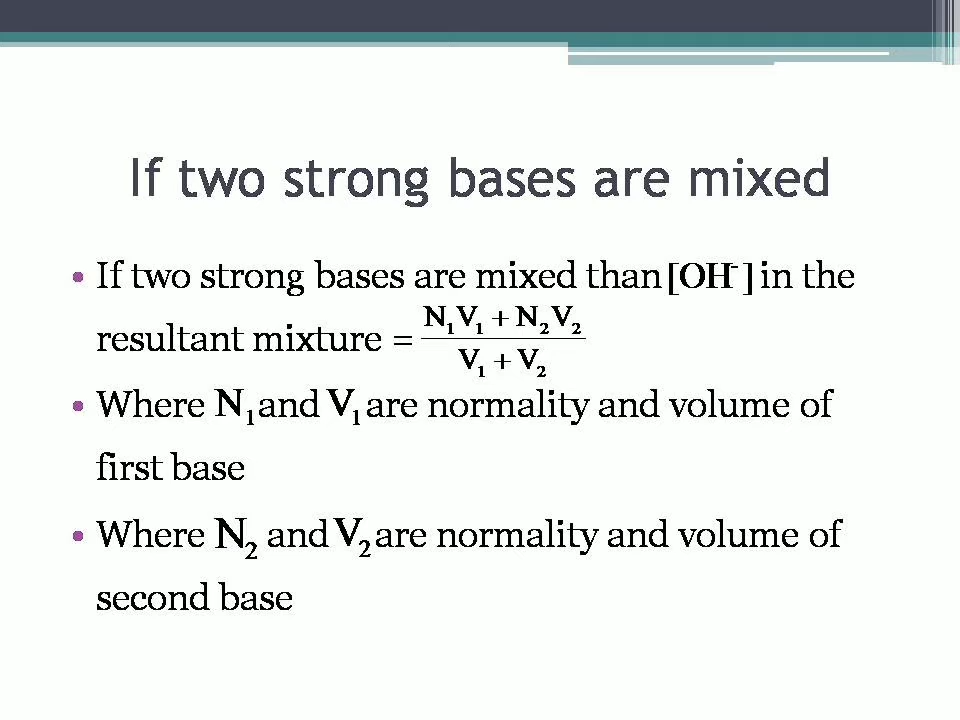 If two strong bases are mixed
• If two strong bases are mixed than [OH⁻] in the
resultant mixture = (N₁V₁ + N₂V₂) / (V₁ + V₂)
• Where N₁ and V₁ are normality and volume of
first base
• Where N₂ and V₂ are normality and volume of
second base